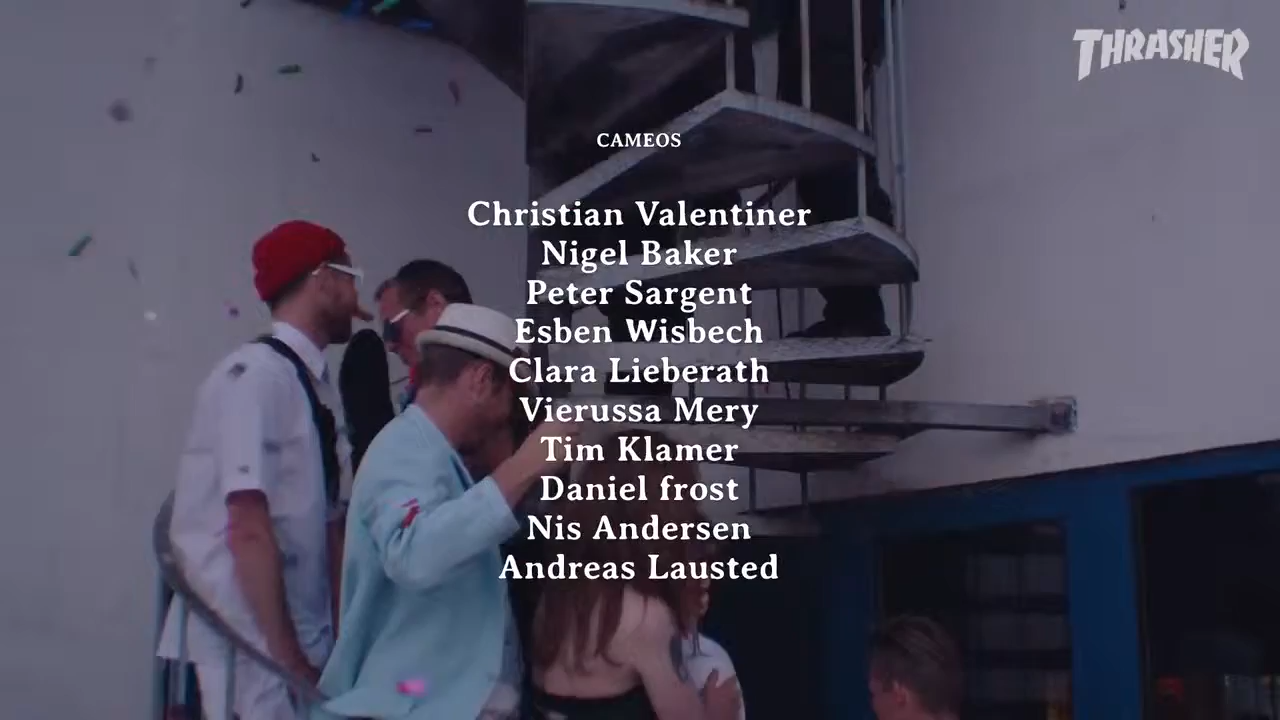 THRASHER
CAMEOS
Christian Valentiner
Nigel Baker
Peter Sargent
Esben Wisbech
Clara Lieberath
Vierussa Mery
Tim Klamer
Daniel frost
Nis Andersen
Andreas Lausted